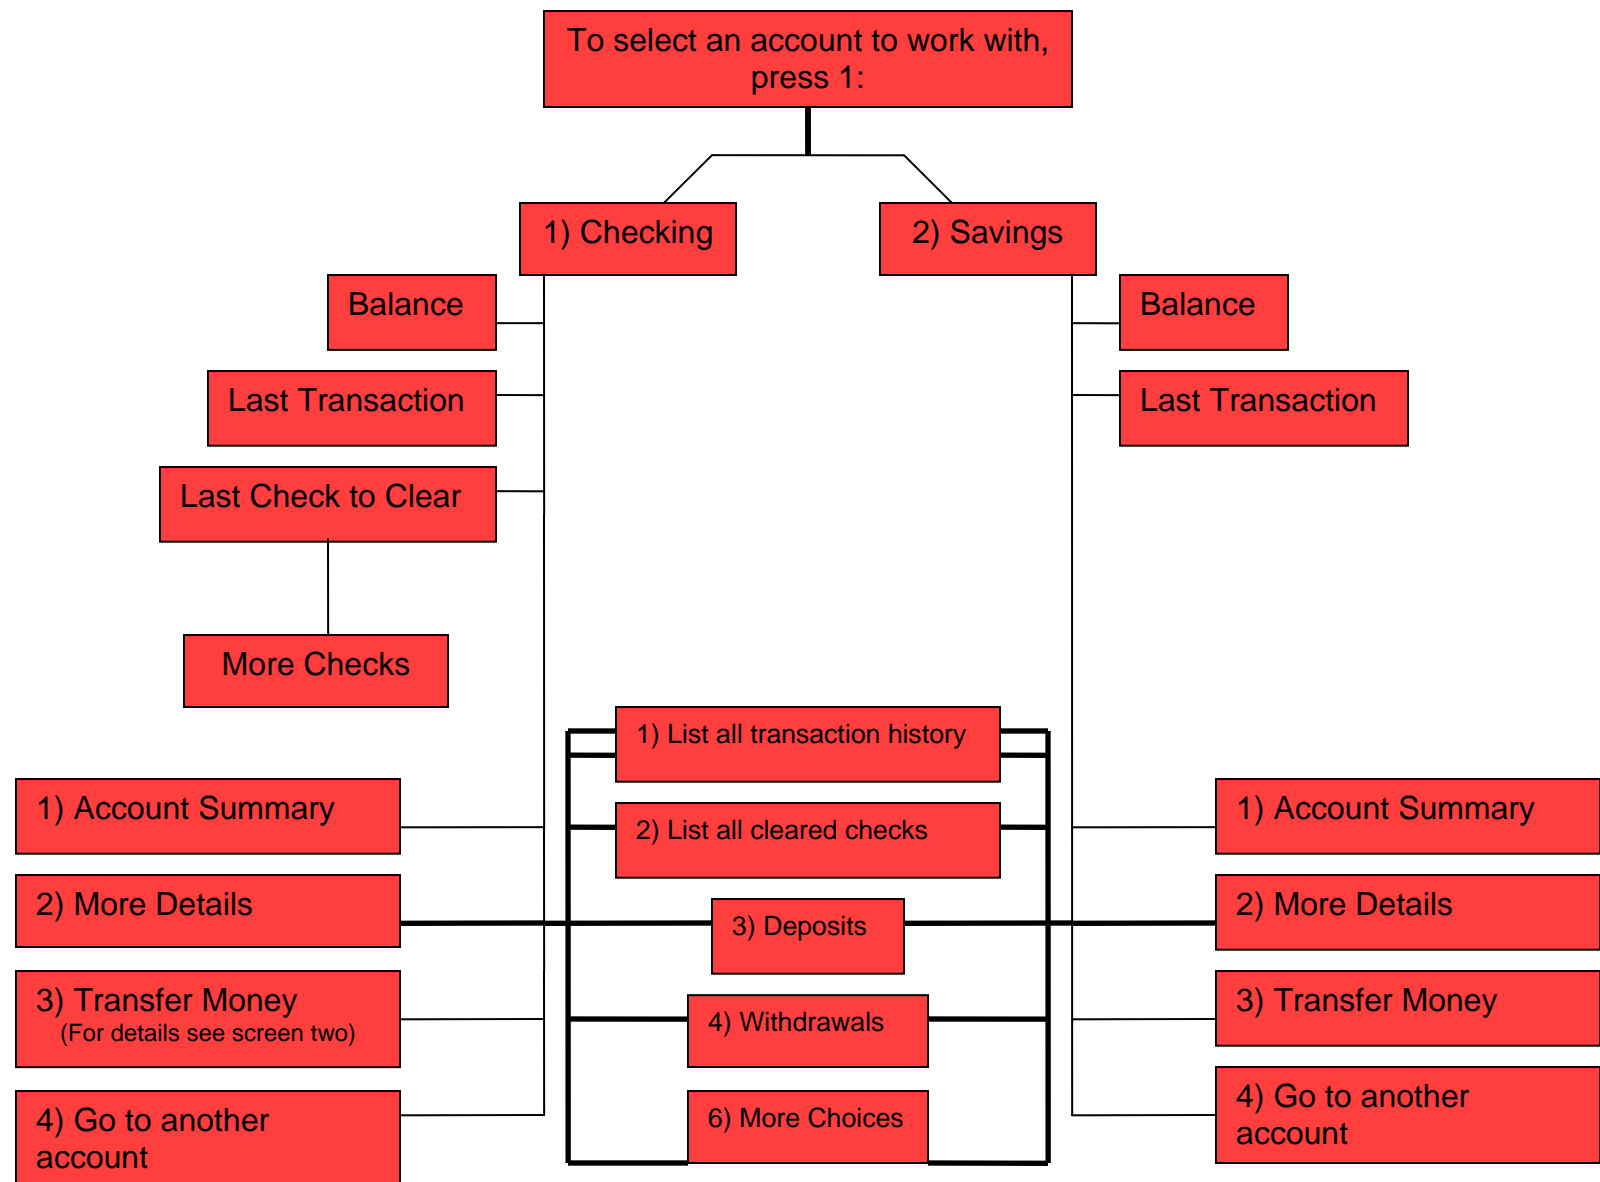 To select an account to work with,
press 1:
1) Checking
2) Savings
Balance
Balance
Last Transaction
Last Transaction
Last Check to Clear
More Checks
1) List all transaction history
1) Account Summary
2) List all cleared checks
1) Account Summary
2) More Details
3) Deposits
2) More Details
3) Transfer Money
(For details see screen two)
4) Withdrawals
3) Transfer Money
4) Go to another
account
6) More Choices
4) Go to another
account